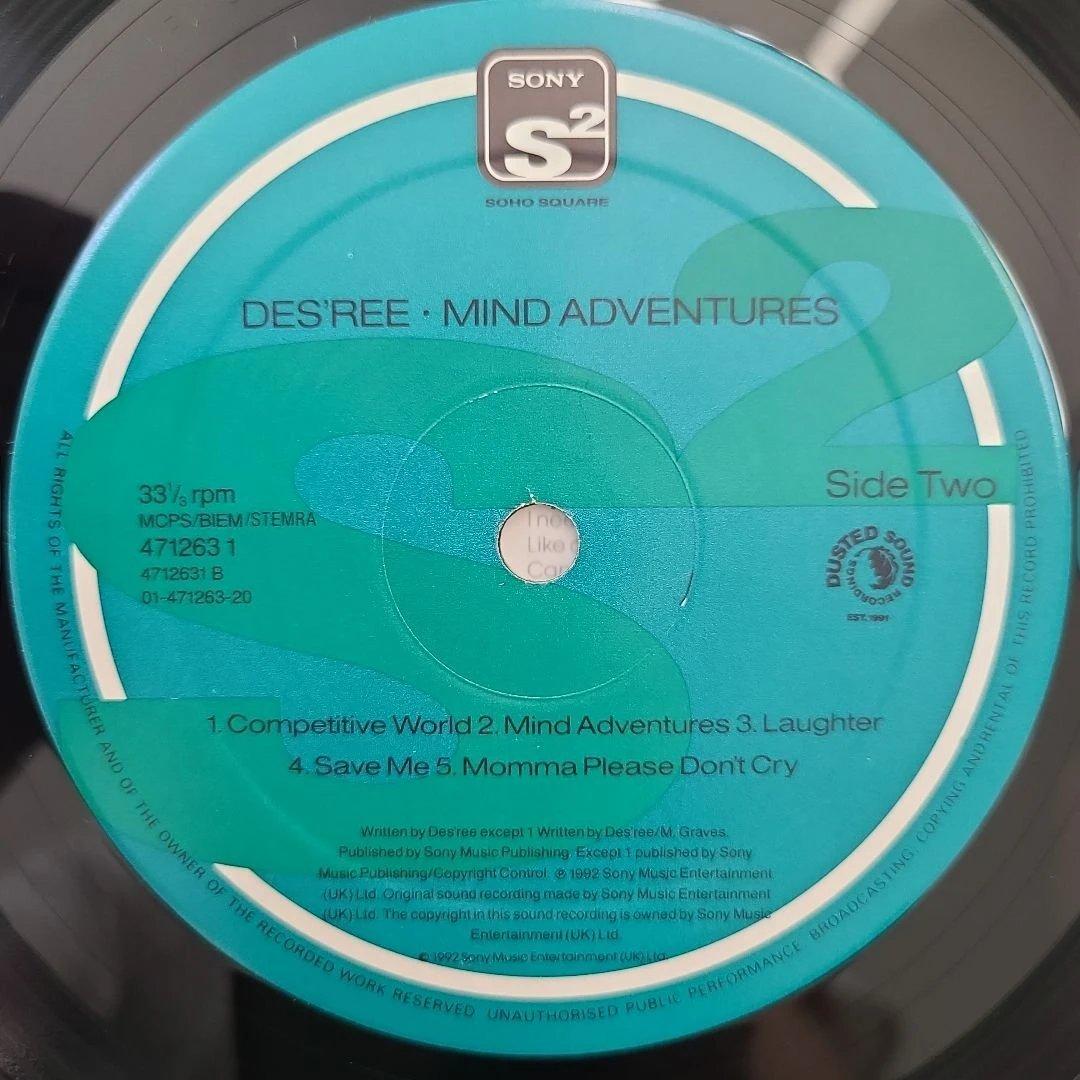 SONY
S²
SOHO SQUARE
DES'REE · MIND ADVENTURES
33⅓ rpm
MCPS/BIEM/STEMRA
471263 1
4712631 B
01-471263-20
Side Two
DUSTED SOUND
RECORDINGS
EST. 1991
Like
1. Competitive World 2. Mind Adventures 3. Laughter
4. Save Me 5. Momma Please Don't Cry
Written by Des'ree except 1 Written by Des'ree/M. Graves.
Published by Sony Music Publishing. Except 1 published by Sony
Music Publishing/Copyright Control. ℗ 1992 Sony Music Entertainment
(UK) Ltd. Original sound recording made by Sony Music Entertainment
(UK) Ltd. The copyright in this sound recording is owned by Sony Music
Entertainment (UK) Ltd.
© 1992 Sony Music Entertainment (UK) Ltd.
ALL RIGHTS OF THE MANUFACTURER AND OF THE OWNER OF THE RECORDED WORK RESERVED UNAUTHORISED PUBLIC PERFORMANCE BROADCASTING COPYING AND RENTAL OF THIS RECORD PROHIBITED